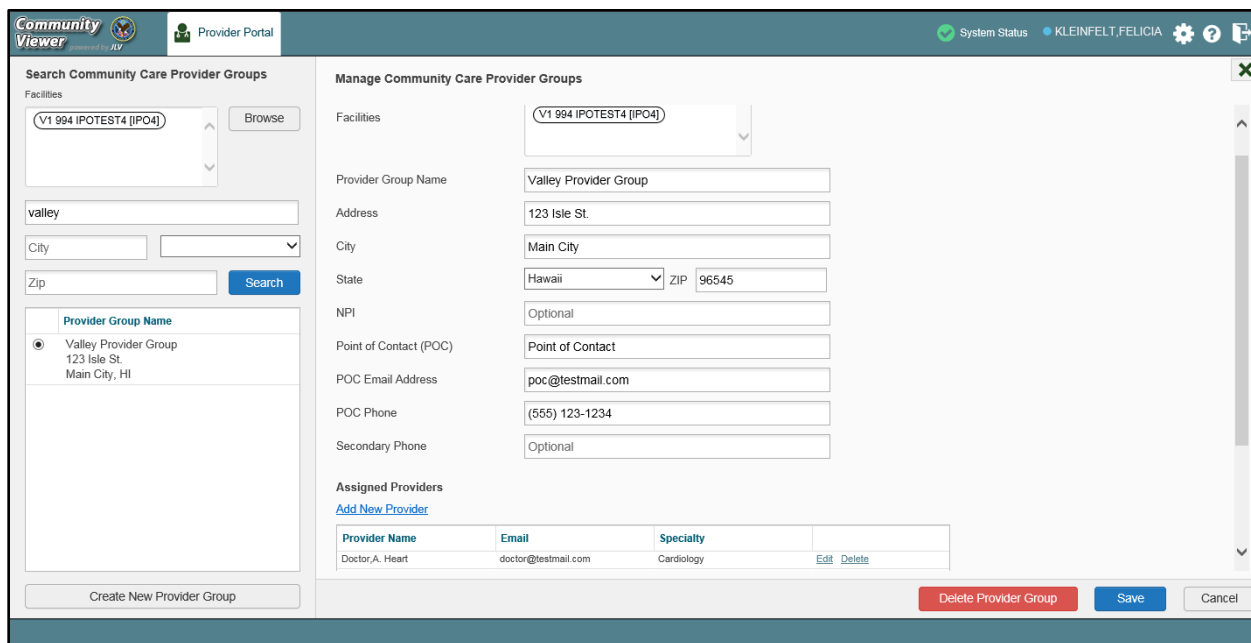 Community
Viewer powered by JLV
Provider Portal
System Status
KLEINFELT,FELICIA
Search Community Care Provider Groups
Facilities
V1 994 IPOTEST4 [IPO4]
Browse
valley
City
Zip
Search
Provider Group Name
Valley Provider Group
123 Isle St.
Main City, HI
Create New Provider Group
Manage Community Care Provider Groups
Facilities
V1 994 IPOTEST4 [IPO4]
Provider Group Name Valley Provider Group
Address 123 Isle St.
City Main City
State Hawaii ZIP 96545
NPI Optional
Point of Contact (POC) Point of Contact
POC Email Address poc@testmail.com
POC Phone (555) 123-1234
Secondary Phone Optional
Assigned Providers
Add New Provider
Provider Name Email Specialty
Doctor,A. Heart doctor@testmail.com Cardiology Edit Delete
Delete Provider Group Save Cancel